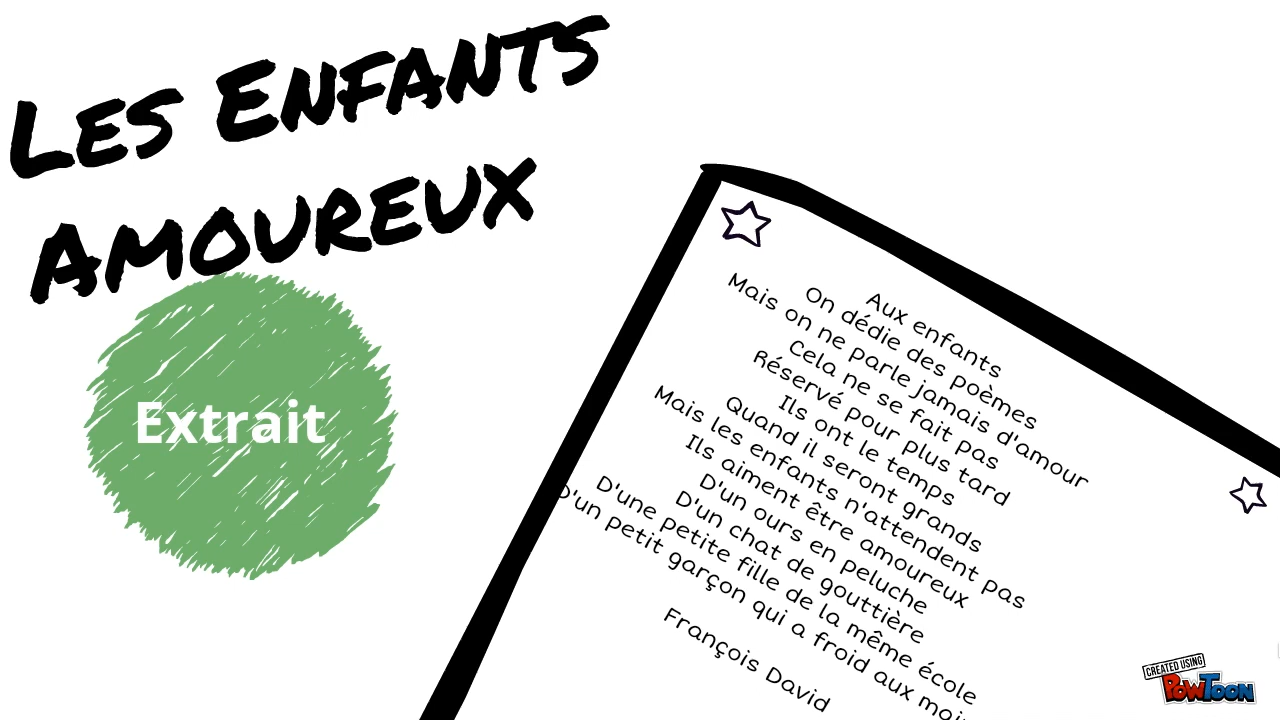 Les Enfants
Amoureux
Extrait
Aux enfants
On dédie des poèmes
Mais on ne parle jamais d'amour
Cela ne se fait pas
Réservé pour plus tard
Ils ont le temps
Quand il seront grands
Mais les enfants n'attendent pas
Ils aiment être amoureux
D'un ours en peluche
D'un chat de gouttière
D'une petite fille de la même école
D'un petit garçon qui a froid aux
François David
CREATED USING
PowToon